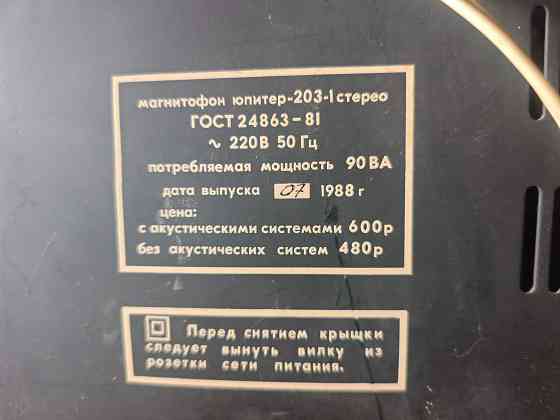 магнитофон юпитер-203-1 стерео
ГОСТ 24863-81
~ 220В 50 Гц
потребляемая мощность 90 ВА
дата выпуска 07 1988 г
цена:
с акустическими системами 600р
без акустических систем 480р
Перед снятием крышки
следует вынуть вилку из
розетки сети питания.